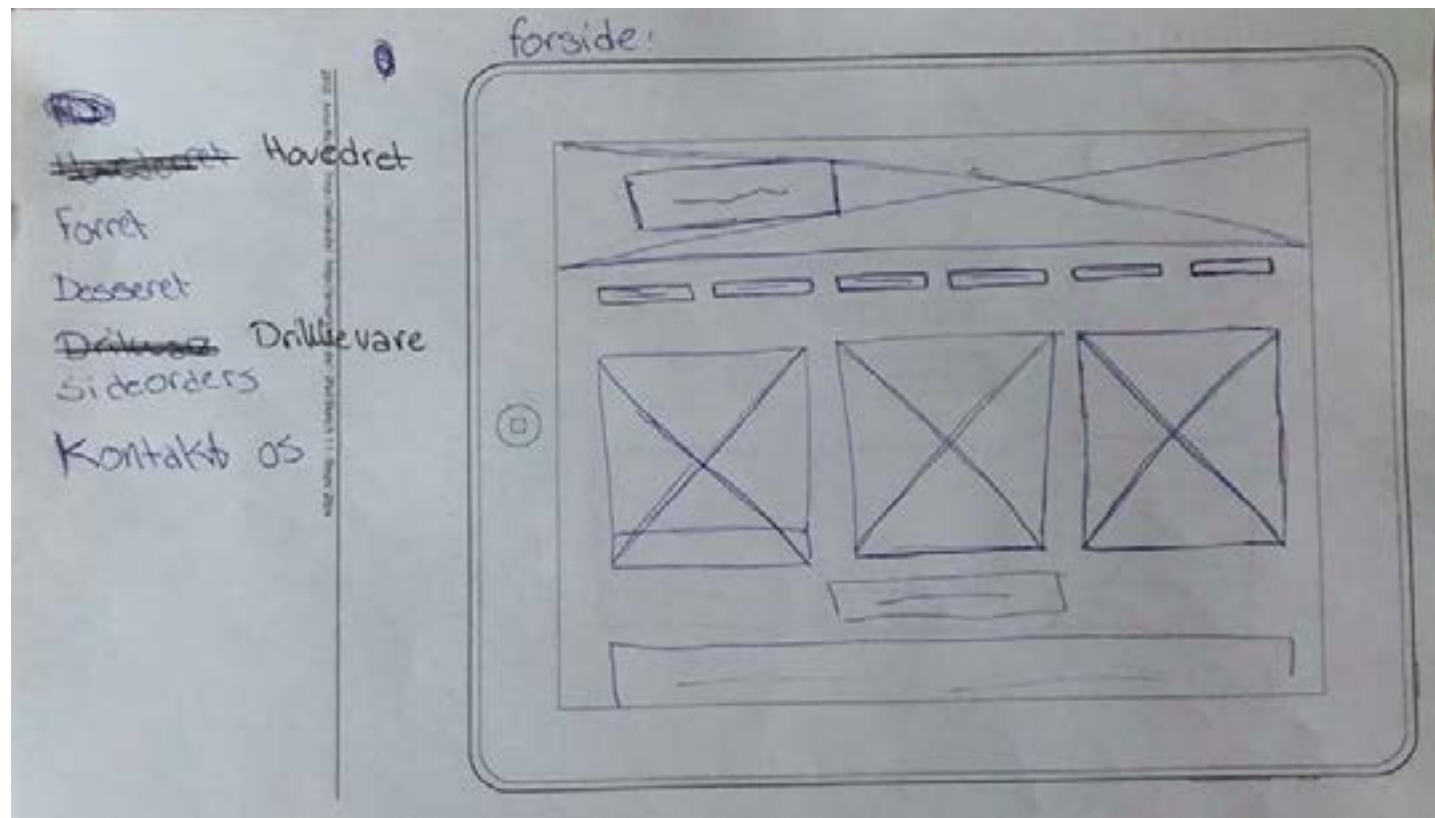 forside:
Hovedret
Forret
Desseret
Drikkevare
Sideorders
Kontakt os